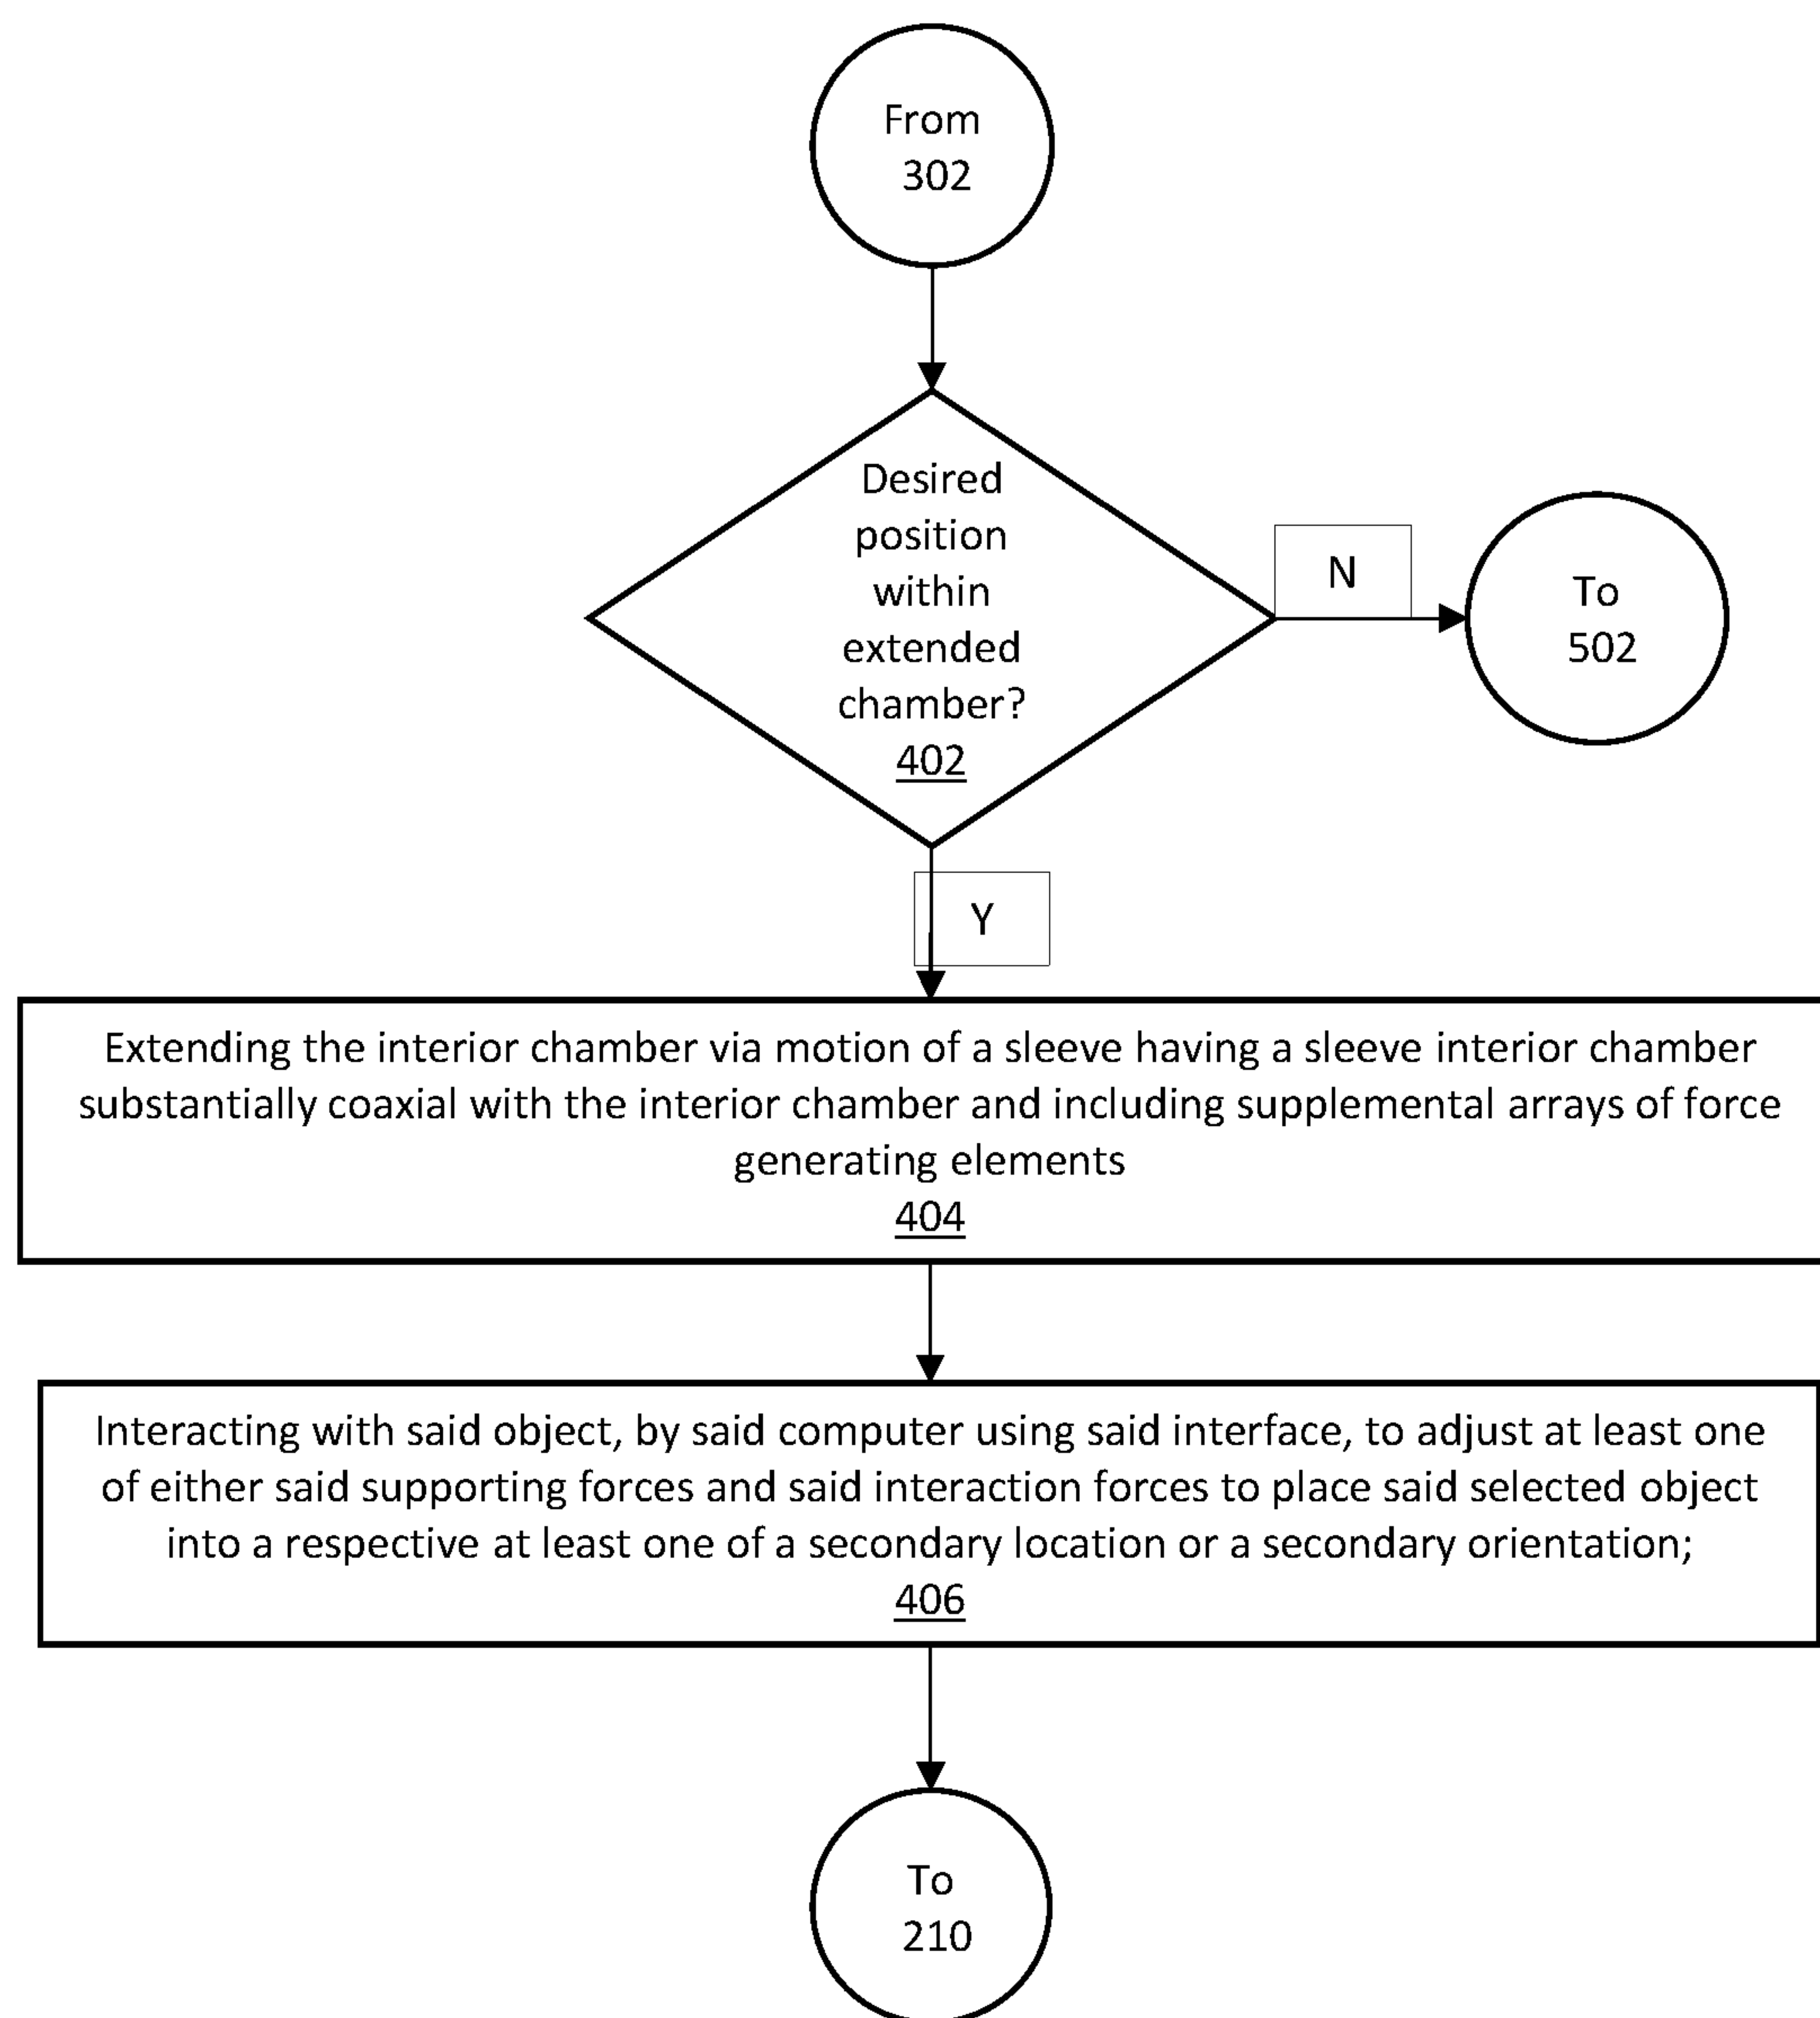 From
302
Desired
position
within
extended
chamber?
402
N
To
502
Y
Extending the interior chamber via motion of a sleeve having a sleeve interior chamber
substantially coaxial with the interior chamber and including supplemental arrays of force
generating elements
404
Interacting with said object, by said computer using said interface, to adjust at least one
of either said supporting forces and said interaction forces to place said selected object
into a respective at least one of a secondary location or a secondary orientation;
406
To
210